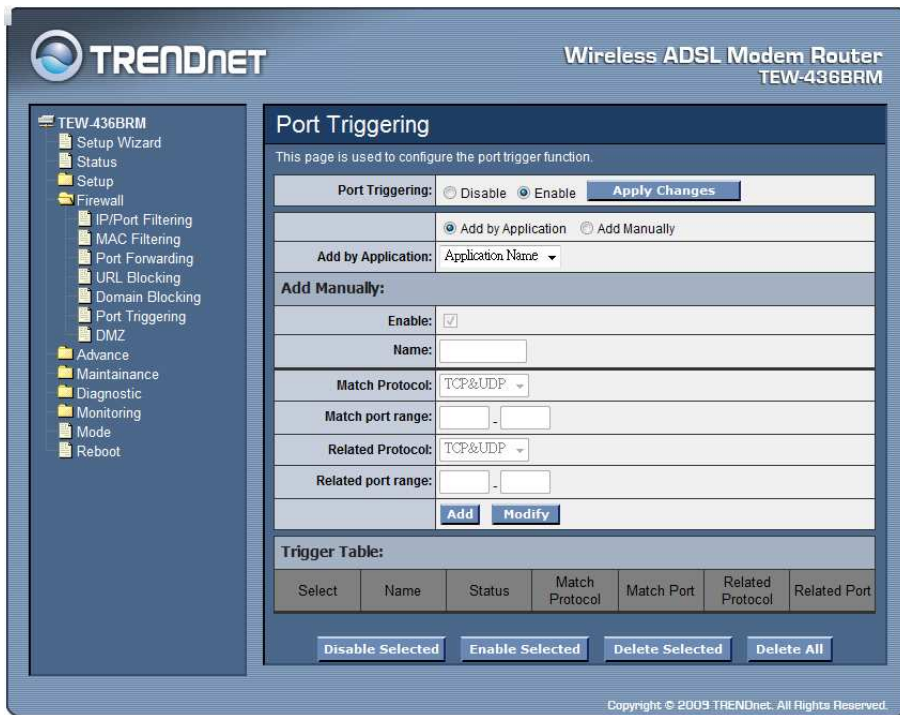 TRENDNET
Wireless ADSL Modem Router
TEW-436BRM
TEW-436BRM
Setup Wizard
Status
Setup
Firewall
IP/Port Filtering
MAC Filtering
Port Forwarding
URL Blocking
Domain Blocking
Port Triggering
DMZ
Advance
Maintainance
Diagnostic
Monitoring
Mode
Reboot
Port Triggering
This page is used to configure the port trigger function.
Port Triggering: Disable Enable Apply Changes
Add by Application Add Manually
Add by Application: Application Name
Add Manually:
Enable:
Name:
Match Protocol: TCP&UDP
Match port range: -
Related Protocol: TCP&UDP
Related port range: -
Add Modify
Trigger Table:
Select Name Status Match Protocol Match Port Related Protocol Related Port
Disable Selected Enable Selected Delete Selected Delete All
Copyright © 2009 TRENDnet. All Rights Reserved.